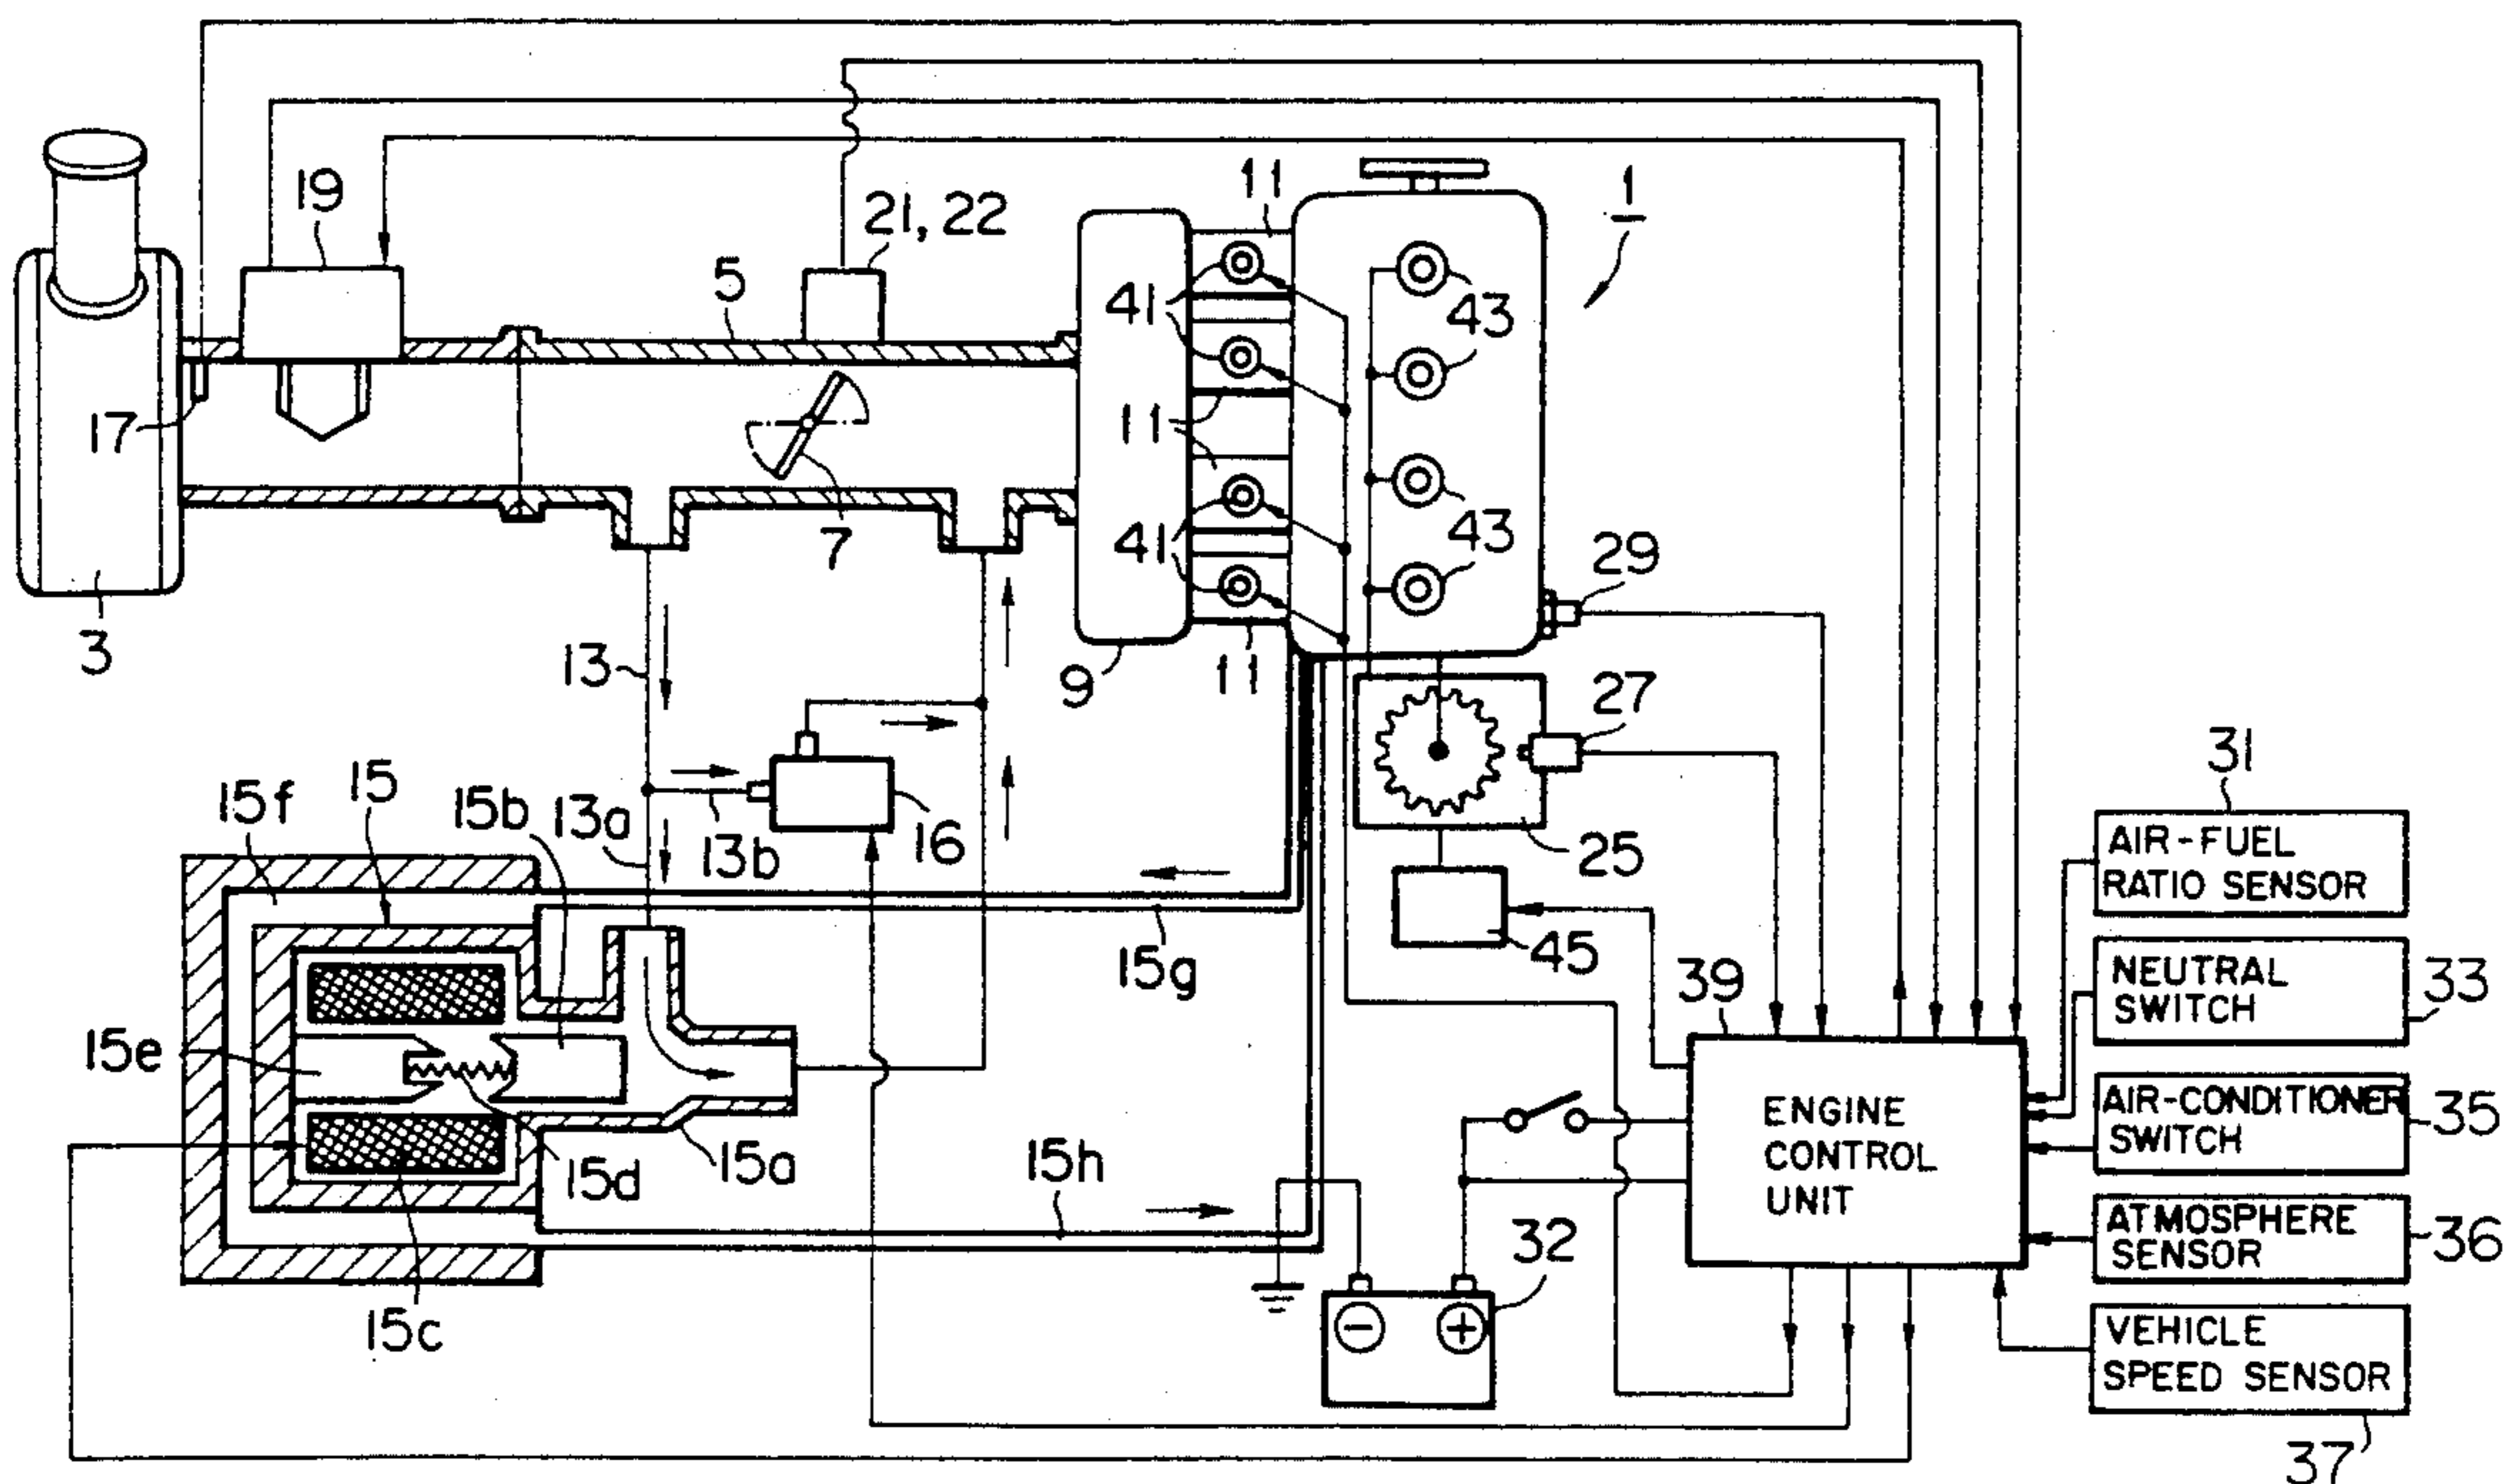 19
21, 22
11
1
5
41
43
17
11
7
41
43
29
3
13
9
11
27
31
15f
15
15b
13a
13b
16
25
AIR-FUEL
RATIO SENSOR
45
15g
39
NEUTRAL
SWITCH
33
15e
ENGINE
CONTROL
UNIT
AIR-CONDITIONER
SWITCH
35
15d
15a
15h
32
ATMOSPHERE
SENSOR
36
15c
− +
VEHICLE
SPEED SENSOR
37